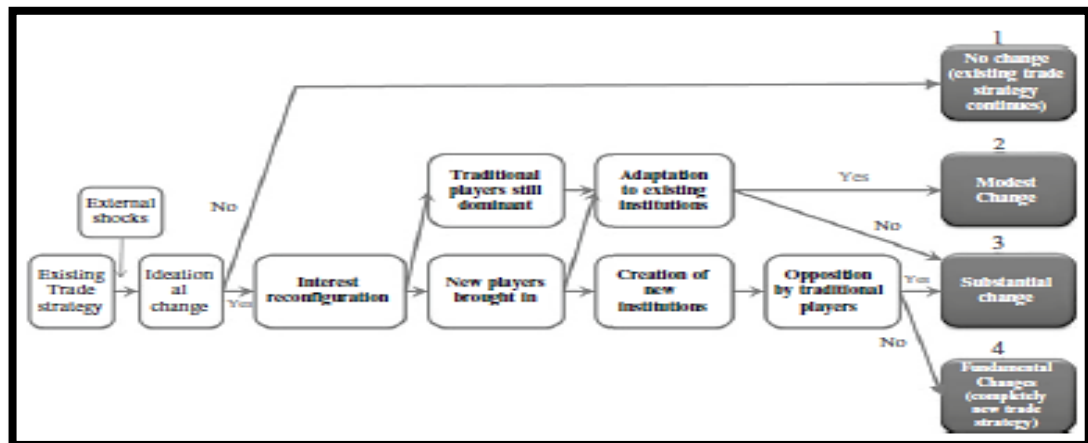 1
No change
(existing trade
strategy
continues)
2
Modest
Change
3
Substantial
change
4
Fundamental
Changes
(completely
new trade
strategy)
Traditional
players still
dominant
Adaptation
to existing
institutions
Yes
No
External
shocks
No
Existing
Trade
strategy
Ideation
al
change
Yes
Interest
reconfiguration
New players
brought in
Creation of
new
institutions
Opposition
by traditional
players
Yes
No